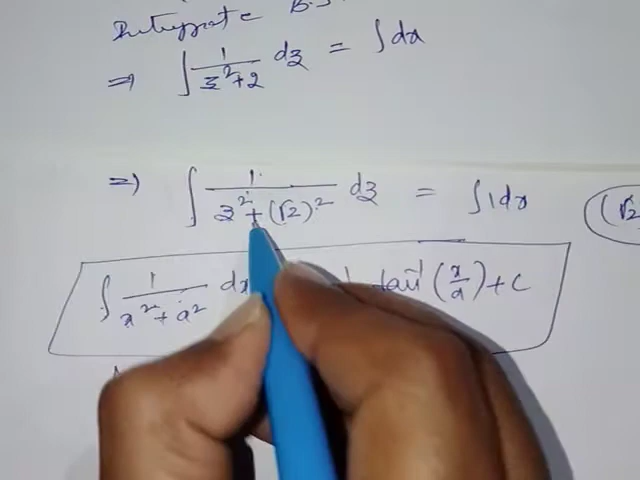 Integrate B.S
⇒ ∫ 1/(z²+2) dz = ∫ dx
⇒) ∫ 1/(z²+(√2)²) dz = ∫ 1 dx
(√2)
∫ 1/(x²+a²) dx tan⁻¹ (x/a) + C